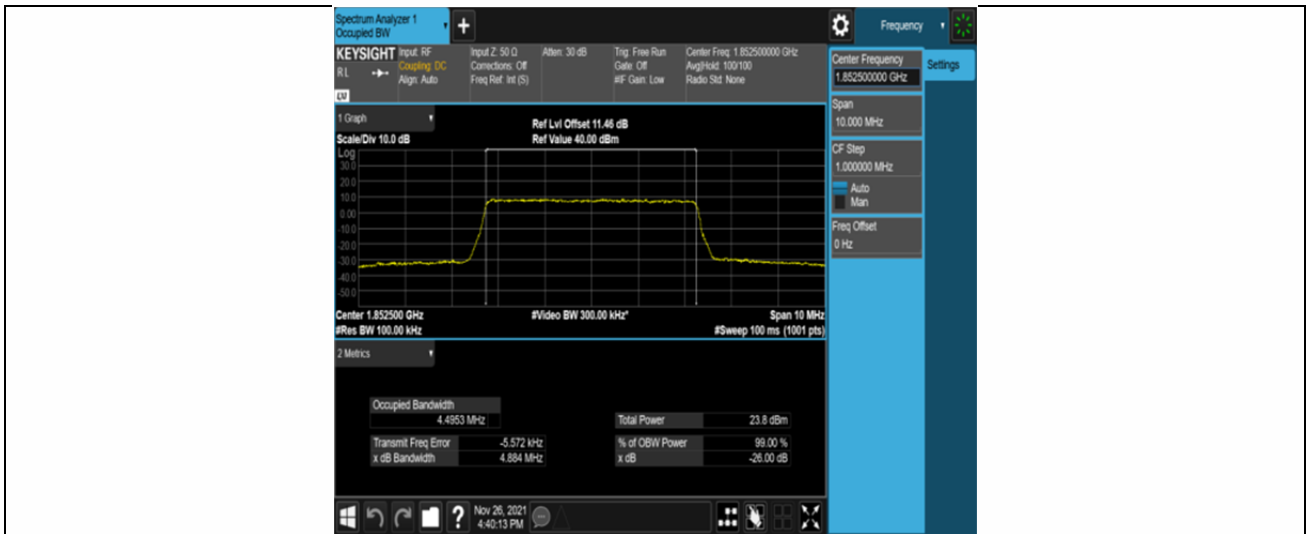 Spectrum Analyzer 1
Occupied BW
Frequency
KEYSIGHT
R L
Input: RF
Coupling: DC
Align: Auto
Input Z: 50 Ω
Corrections: Off
Freq Ref: Int (S)
Atten: 30 dB
Trig: Free Run
Gate: Off
#IF Gain: Low
Center Freq: 1.852500000 GHz
Avg|Hold: 100/100
Radio Std: None
Center Frequency
1.852500000 GHz
Settings
Span
10.000 MHz
CF Step
1.000000 MHz
Auto
Man
Freq Offset
0 Hz
1 Graph
Scale/Div 10.0 dB
Ref Lvl Offset 11.46 dB
Ref Value 40.00 dBm
Log
30.0
20.0
10.0
0.00
-10.0
-20.0
-30.0
-40.0
-50.0
Center 1.852500 GHz
#Video BW 300.00 kHz*
Span 10 MHz
#Res BW 100.00 kHz
#Sweep 100 ms (1001 pts)
2 Metrics
Occupied Bandwidth
4.4953 MHz
Total Power 23.8 dBm
Transmit Freq Error -5.572 kHz
% of OBW Power 99.00 %
x dB Bandwidth 4.884 MHz
x dB -26.00 dB
Nov 26, 2021
4:40:13 PM